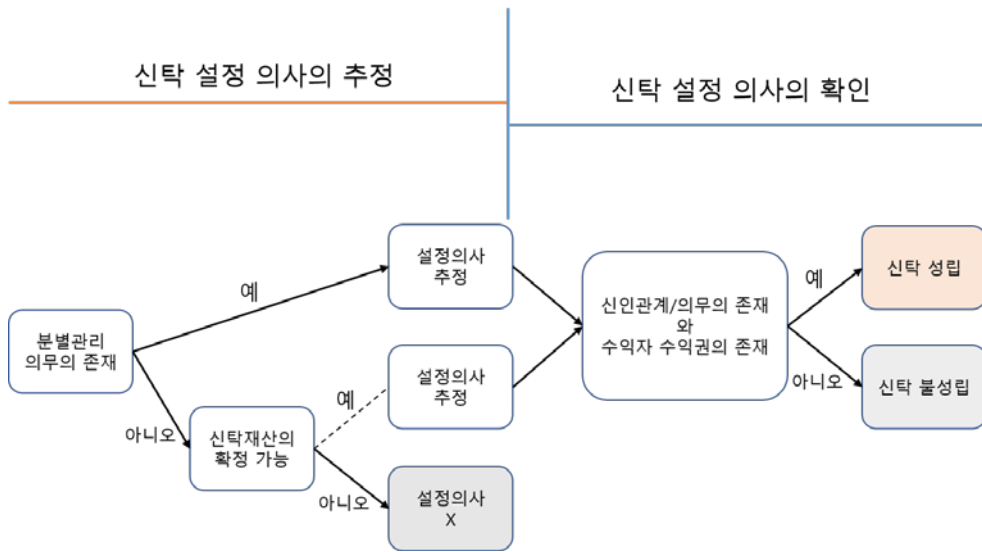 신탁 설정 의사의 추정
신탁 설정 의사의 확인
분별관리
의무의 존재
예
아니오
설정의사
추정
신탁재산의
확정 가능
예
아니오
설정의사
추정
설정의사
X
신인관계/의무의 존재
와
수익자 수익권의 존재
예
아니오
신탁 성립
신탁 불성립